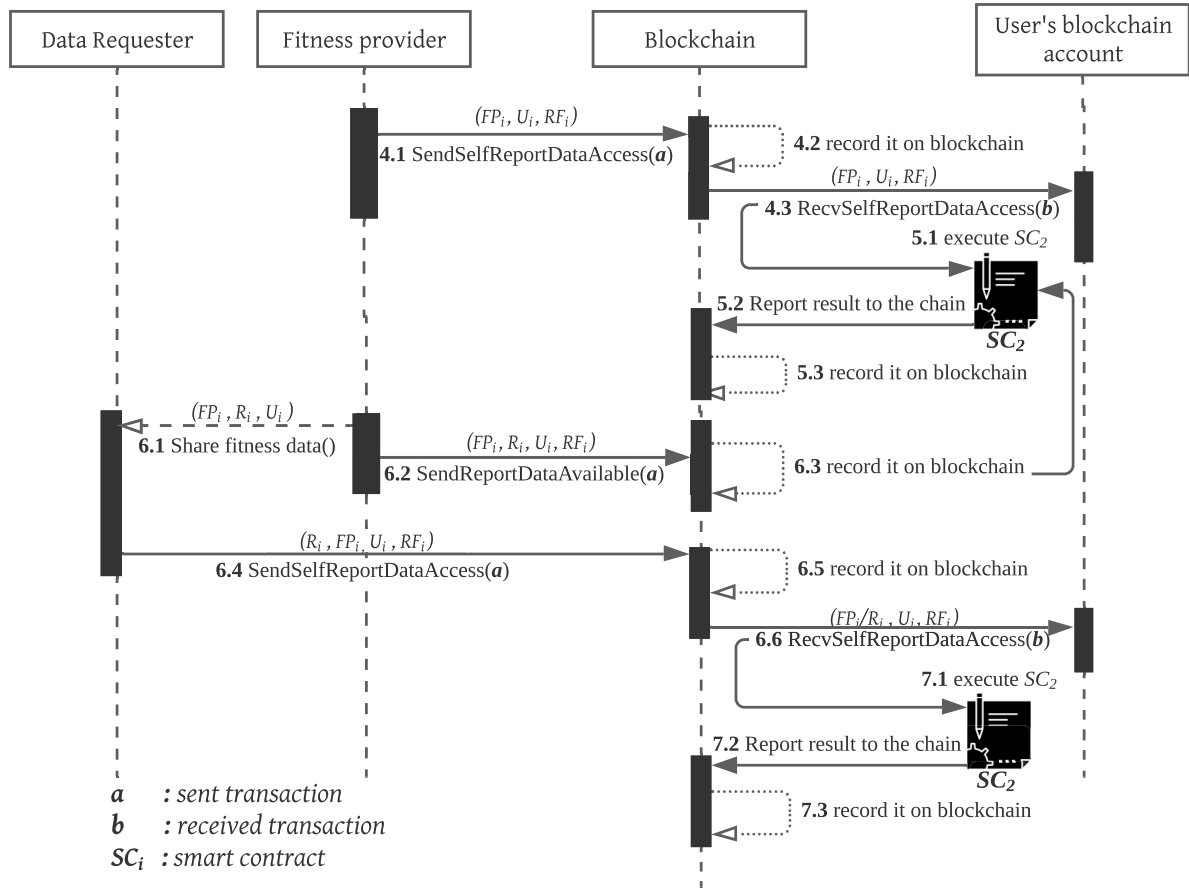 Data Requester
Fitness provider
Blockchain
User's blockchain
account
(FPi , Ui , RFi)
4.1 SendSelfReportDataAccess(a)
4.2 record it on blockchain
(FPi , Ui , RFi)
4.3 RecvSelfReportDataAccess(b)
5.1 execute SC2
5.2 Report result to the chain
SC2
5.3 record it on blockchain
(FPi , Ri , Ui )
6.1 Share fitness data()
(FPi , Ri , Ui , RFi)
6.2 SendReportDataAvailable(a)
6.3 record it on blockchain
(Ri , FPi , Ui , RFi)
6.4 SendSelfReportDataAccess(a)
6.5 record it on blockchain
(FPi/Ri , Ui , RFi)
6.6 RecvSelfReportDataAccess(b)
7.1 execute SC2
7.2 Report result to the chain
SC2
7.3 record it on blockchain
a : sent transaction
b : received transaction
SCi : smart contract